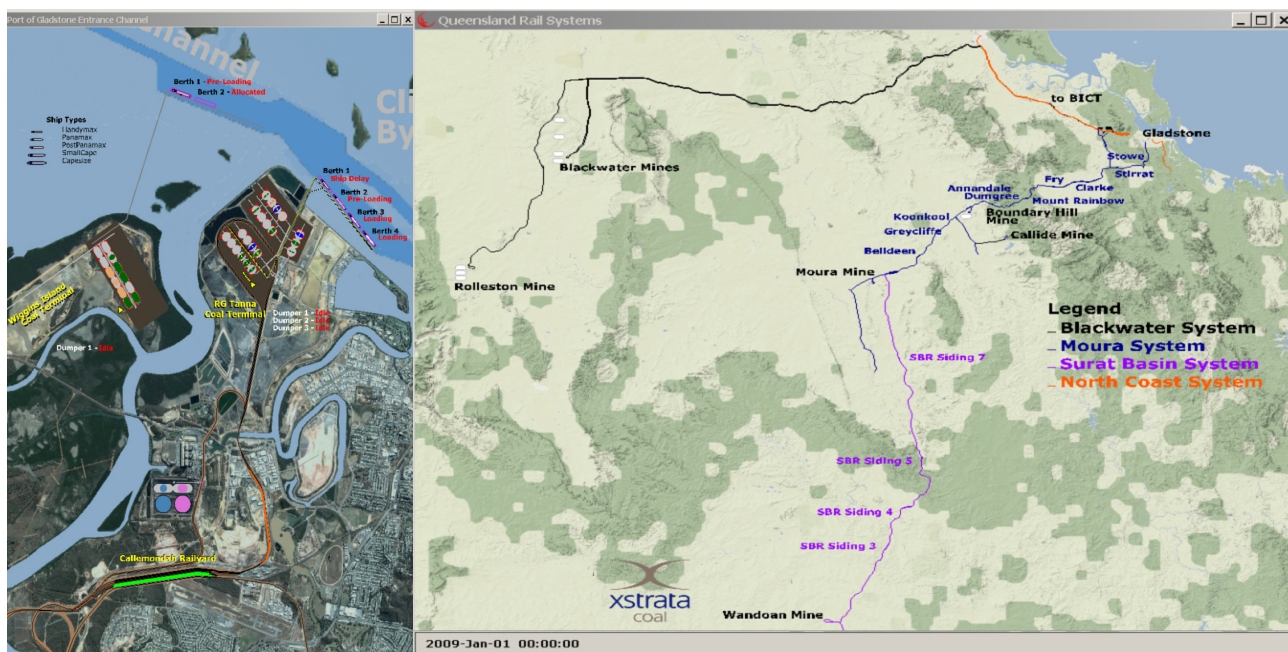 Port of Gladstone Entrance Channel
Channel
Berth 1 - Pre-Loading
Berth 2 - Allocated
Cli
By
Ship Types
Handymax
Panamax
PostPanamax
SmallCape
Capesize
Berth 1
Ship Delay
Berth 2
Pre-Loading
Berth 3
Loading
Berth 4
Loading
Wiggins Island
Coal Terminal
RG Tanna
Coal Terminal
Dumper 1 - Idle
Dumper 2 - Idle
Dumper 3 - Idle
Dumper 1 - Idle
Callemondah Railyard
Queensland Rail Systems
to BICT
Gladstone
Blackwater Mines
Stowe
Stirrat
Fry
Clarke
Annandale
Dumgree
Mount Rainbow
Boundary Hill
Mine
Koonkool
Greycliffe
Callide Mine
Belldeen
Moura Mine
Rolleston Mine
Legend
Blackwater System
Moura System
Surat Basin System
North Coast System
SBR Siding 7
SBR Siding 5
SBR Siding 4
SBR Siding 3
xstrata
coal
Wandoan Mine
2009-Jan-01 00:00:00